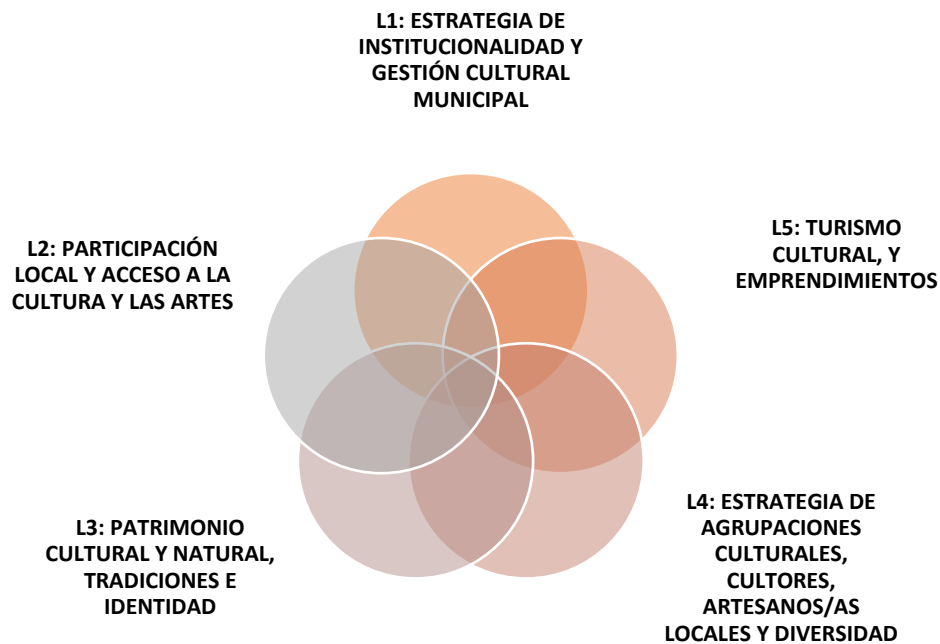 L1: ESTRATEGIA DE
INSTITUCIONALIDAD Y
GESTIÓN CULTURAL
MUNICIPAL
L2: PARTICIPACIÓN
LOCAL Y ACCESO A LA
CULTURA Y LAS ARTES
L5: TURISMO
CULTURAL, Y
EMPRENDIMIENTOS
L3: PATRIMONIO
CULTURAL Y NATURAL,
TRADICIONES E
IDENTIDAD
L4: ESTRATEGIA DE
AGRUPACIONES
CULTURALES,
CULTORES,
ARTESANOS/AS
LOCALES Y DIVERSIDAD